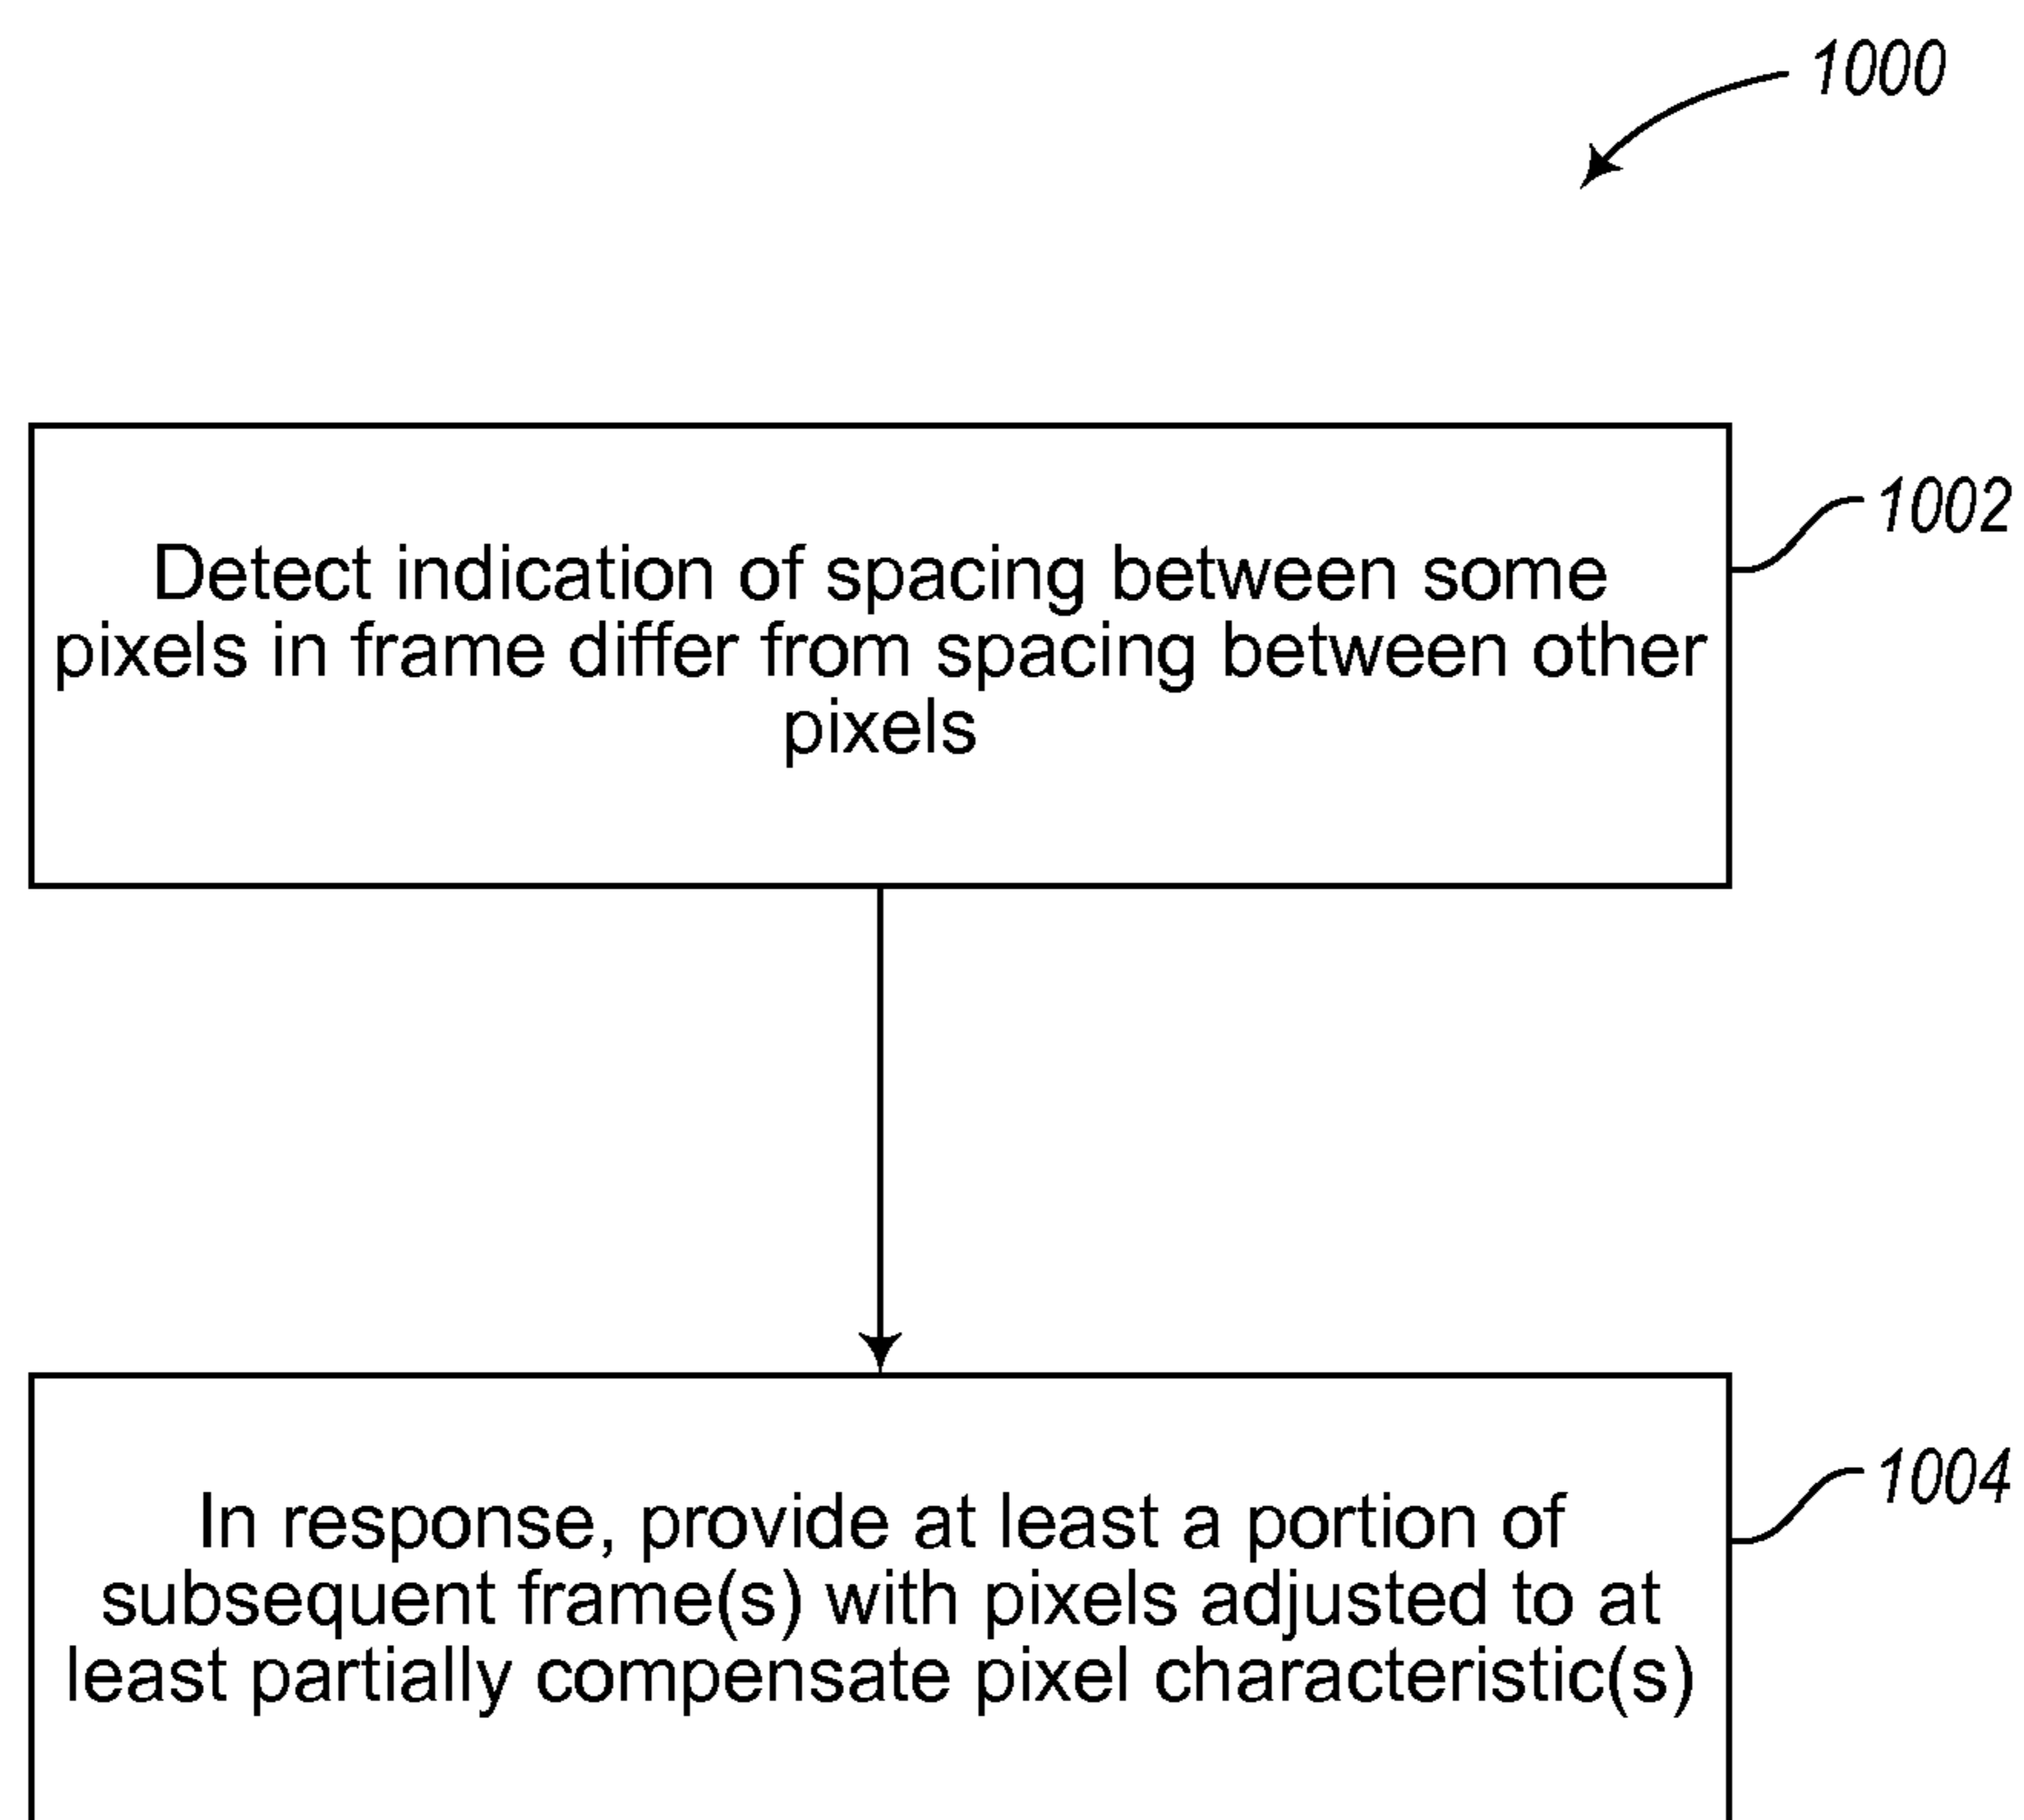 1000
1002
Detect indication of spacing between some
pixels in frame differ from spacing between other
pixels
1004
In response, provide at least a portion of
subsequent frame(s) with pixels adjusted to at
least partially compensate pixel characteristic(s)